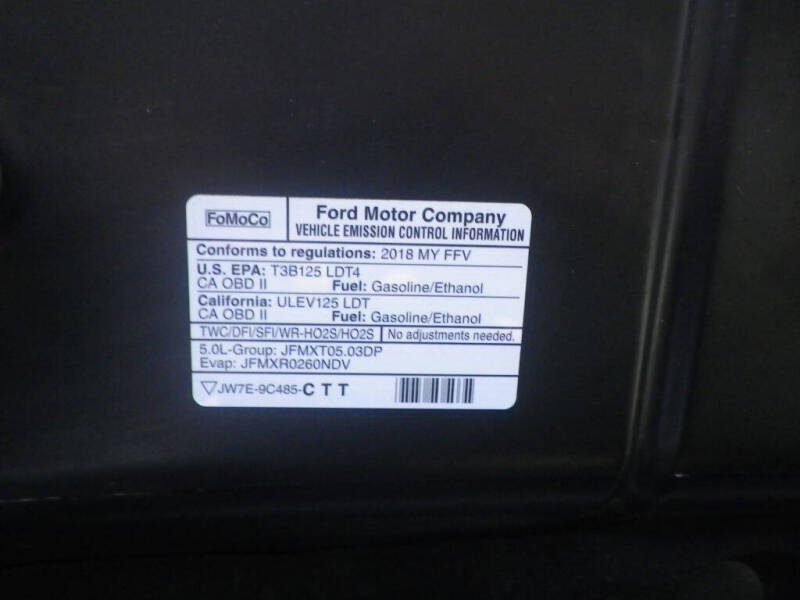 FoMoCo
Ford Motor Company
VEHICLE EMISSION CONTROL INFORMATION
Conforms to regulations: 2018 MY FFV
U.S. EPA: T3B125 LDT4
CA OBD II Fuel: Gasoline/Ethanol
California: ULEV125 LDT
CA OBD II Fuel: Gasoline/Ethanol
TWC/DFI/SFI/WR-HO2S/HO2S No adjustments needed.
5.0L-Group: JFMXT05.03DP
Evap: JFMXR0260NDV
JW7E-9C485-CTT